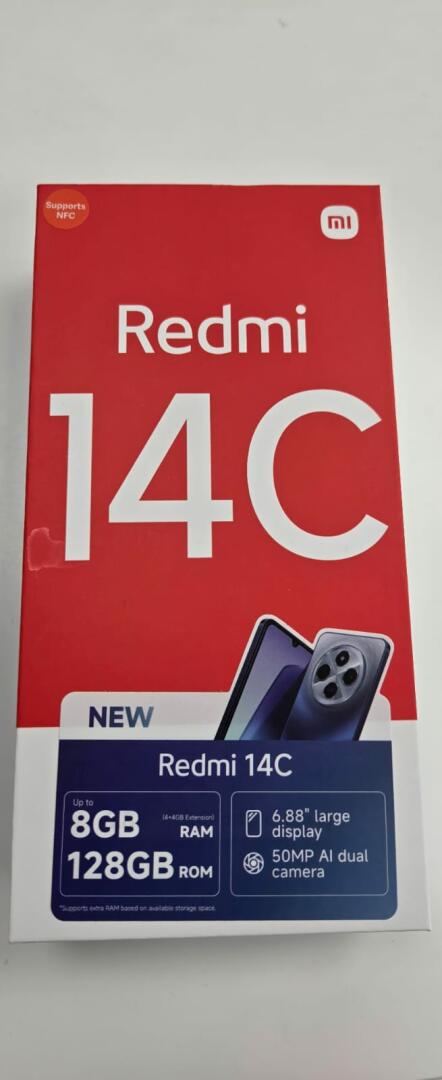 Supports
NFC
mi
Redmi
14C
NEW
Redmi 14C
Up to
8GB (4+4GB Extension) RAM
128GB ROM
6.88" large
display
50MP AI dual
camera
*Supports extra RAM based on available storage space.